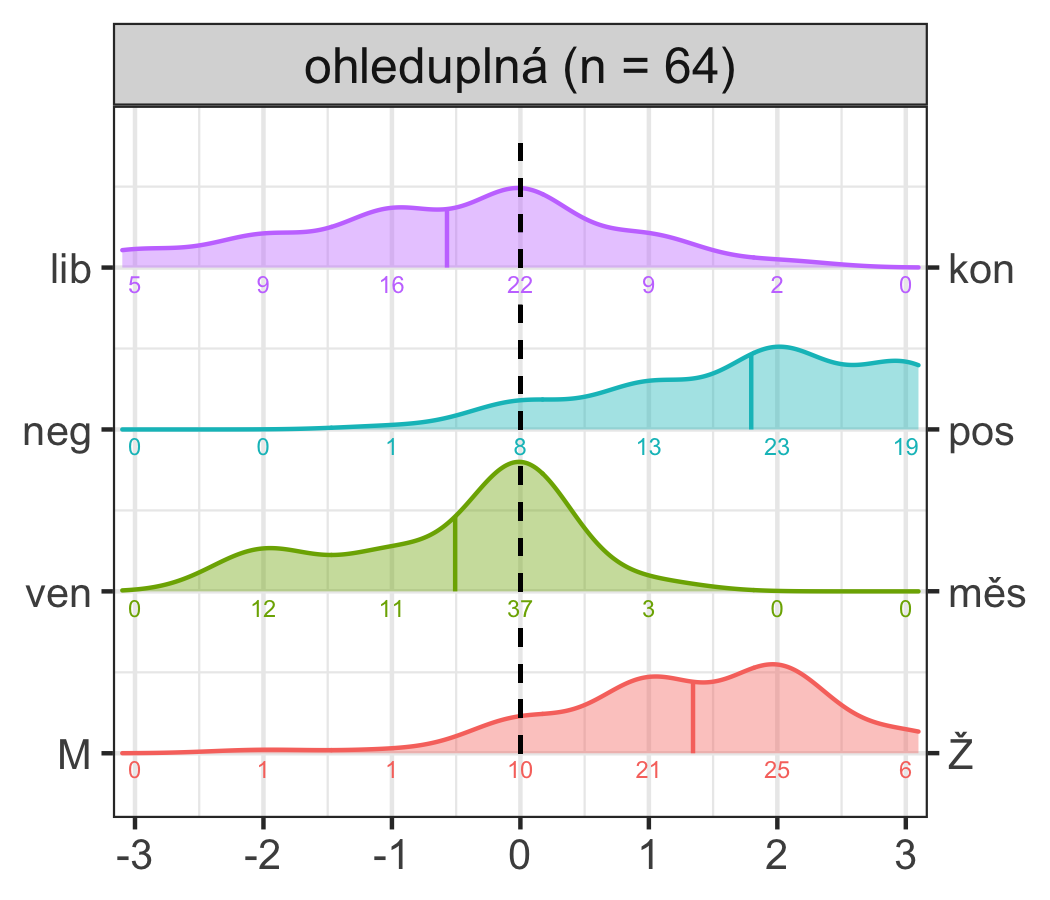 ohleduplná (n = 64)
lib kon
5 9 16 22 9 2 0
neg pos
0 0 1 8 13 23 19
ven měs
0 12 11 37 3 0 0
M Ž
0 1 1 10 21 25 6
-3 -2 -1 0 1 2 3